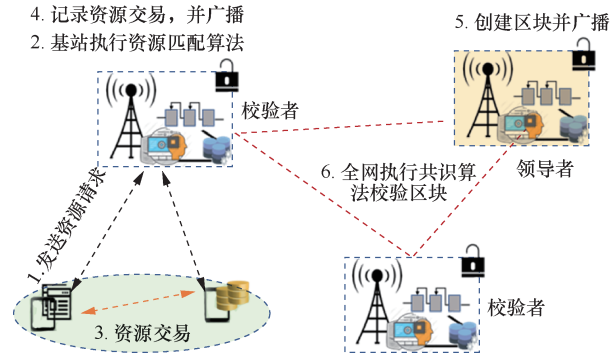 4. 记录资源交易，并广播
2. 基站执行资源匹配算法
校验者
5. 创建区块并广播
领导者
6. 全网执行共识算
法校验区块
1.发送资源请求
3. 资源交易
校验者